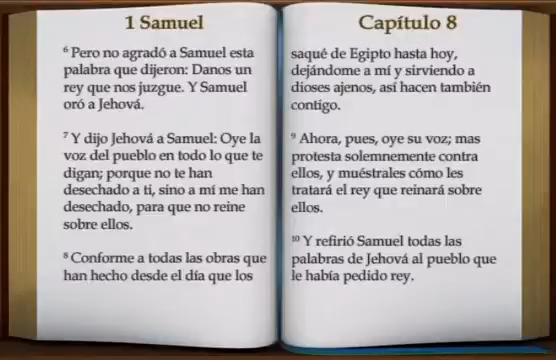 1 Samuel
⁶ Pero no agradó a Samuel esta
palabra que dijeron: Danos un
rey que nos juzgue. Y Samuel
oró a Jehová.
⁷ Y dijo Jehová a Samuel: Oye la
voz del pueblo en todo lo que te
digan; porque no te han
desechado a ti, sino a mí me han
desechado, para que no reine
sobre ellos.
⁸ Conforme a todas las obras que
han hecho desde el día que los
Capítulo 8
saqué de Egipto hasta hoy,
dejándome a mí y sirviendo a
dioses ajenos, así hacen también
contigo.
⁹ Ahora, pues, oye su voz; mas
protesta solemnemente contra
ellos, y muéstrales cómo les
tratará el rey que reinará sobre
ellos.
¹⁰ Y refirió Samuel todas las
palabras de Jehová al pueblo que
le había pedido rey.